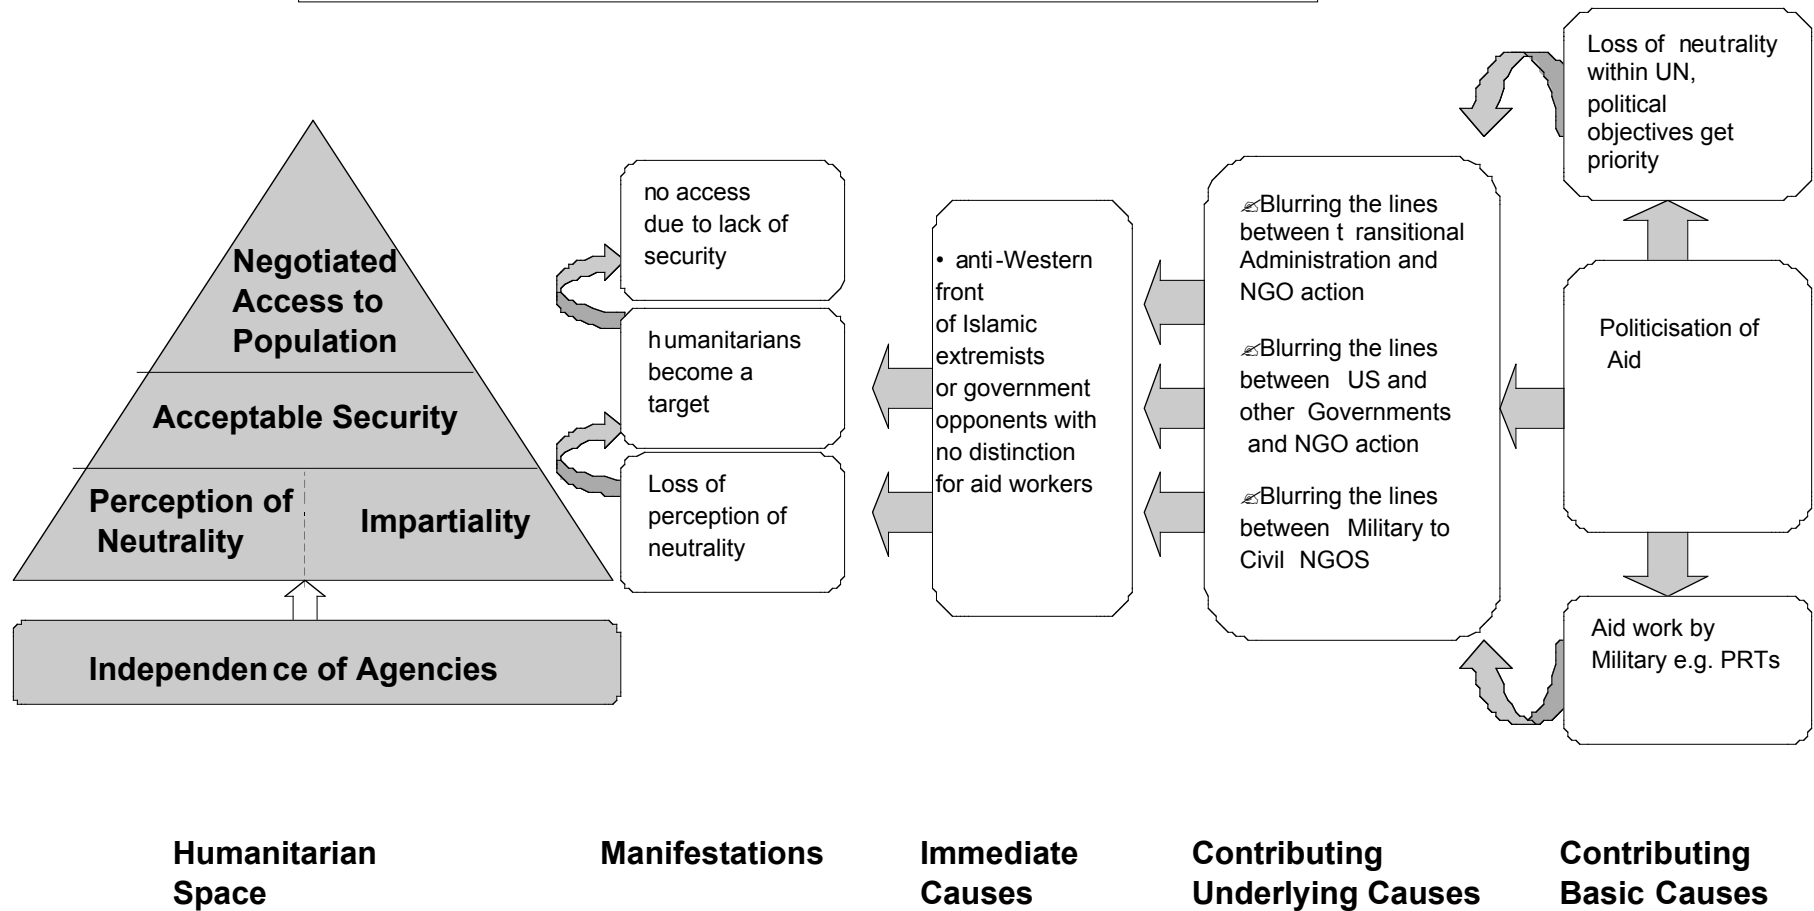 Negotiated
Access to
Population
Acceptable Security
Perception of
Neutrality
Impartiality
Independence of Agencies
no access
due to lack of
security
humanitarians
become a
target
Loss of
perception of
neutrality
• anti-Western
front
of Islamic
extremists
or government
opponents with
no distinction
for aid workers
✍Blurring the lines
between t ransitional
Administration and
NGO action
✍Blurring the lines
between US and
other Governments
and NGO action
✍Blurring the lines
between Military to
Civil NGOS
Loss of neutrality
within UN,
political
objectives get
priority
Politicisation of
Aid
Aid work by
Military e.g. PRTs
Humanitarian
Space
Manifestations
Immediate
Causes
Contributing
Underlying Causes
Contributing
Basic Causes